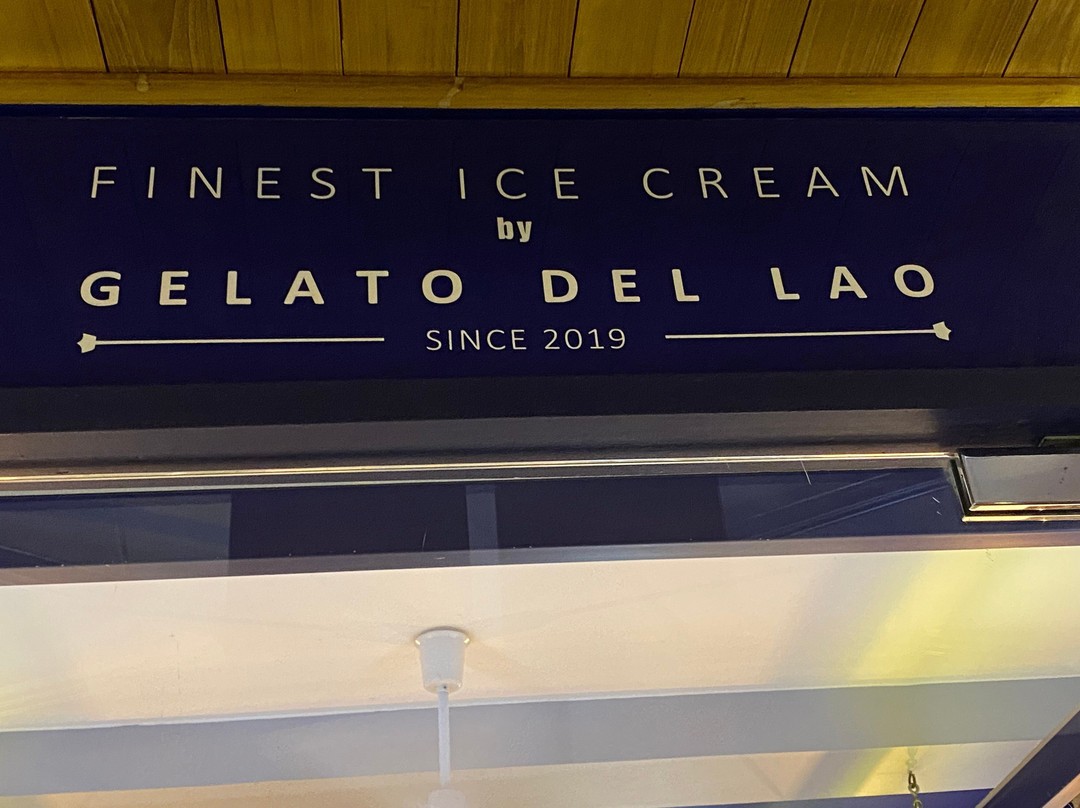 FINEST ICE CREAM
by
GELATO DEL LAO
SINCE 2019